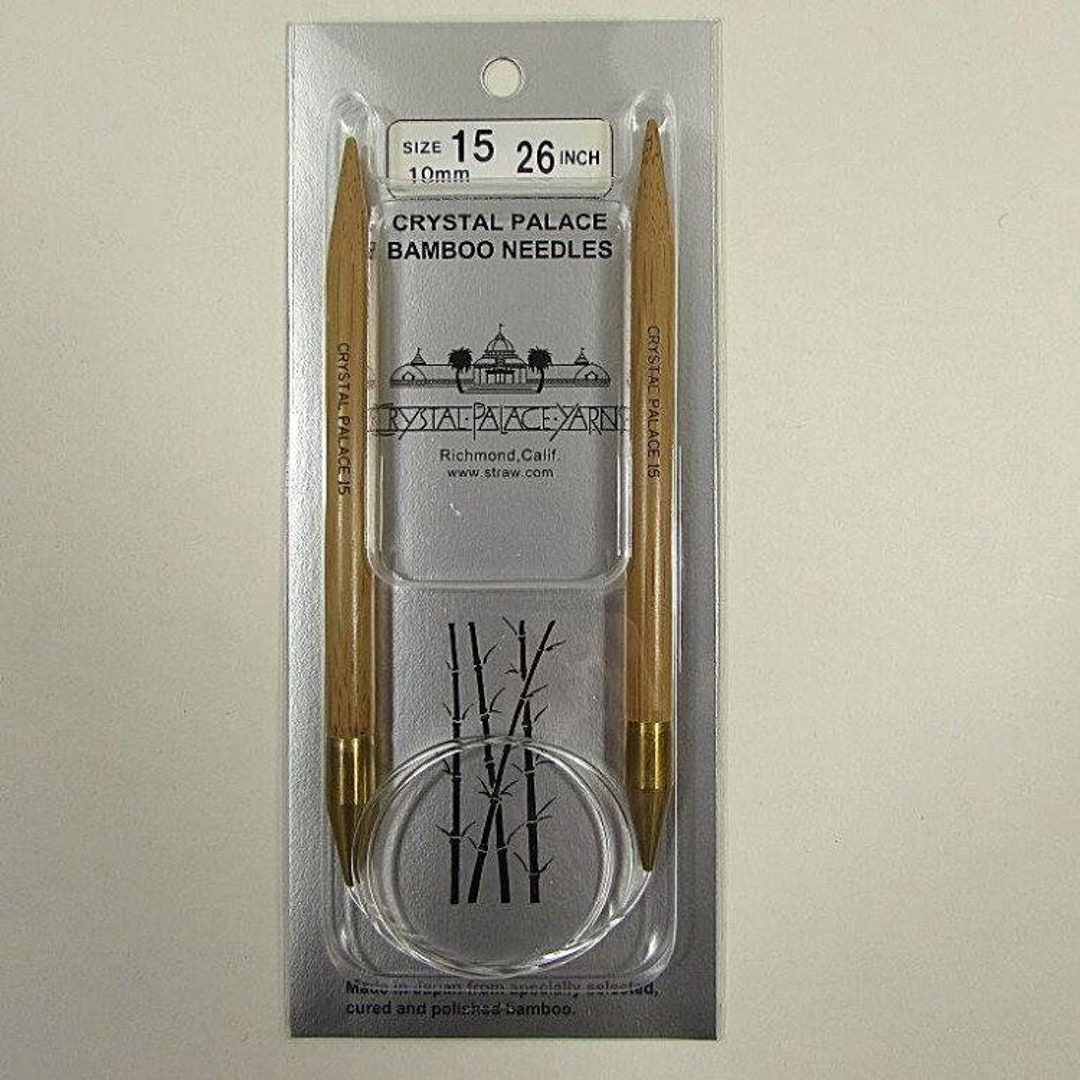 SIZE 15 26 INCH
10mm
CRYSTAL PALACE
BAMBOO NEEDLES
CRYSTAL·PALACE·YARNS
Richmond,Calif.
www.straw.com
CRYSTAL PALACE 15
CRYSTAL PALACE 15
Made in Japan from specially selected,
cured and polished bamboo.